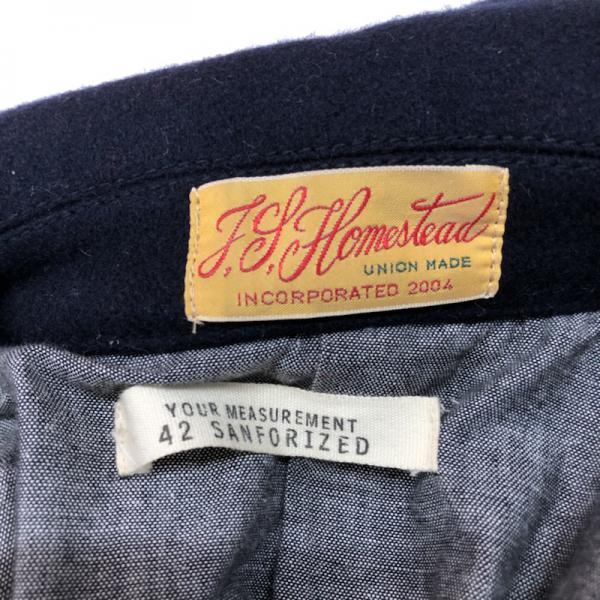 J.S. Homestead
UNION MADE
INCORPORATED 2004
YOUR MEASUREMENT
42 SANFORIZED